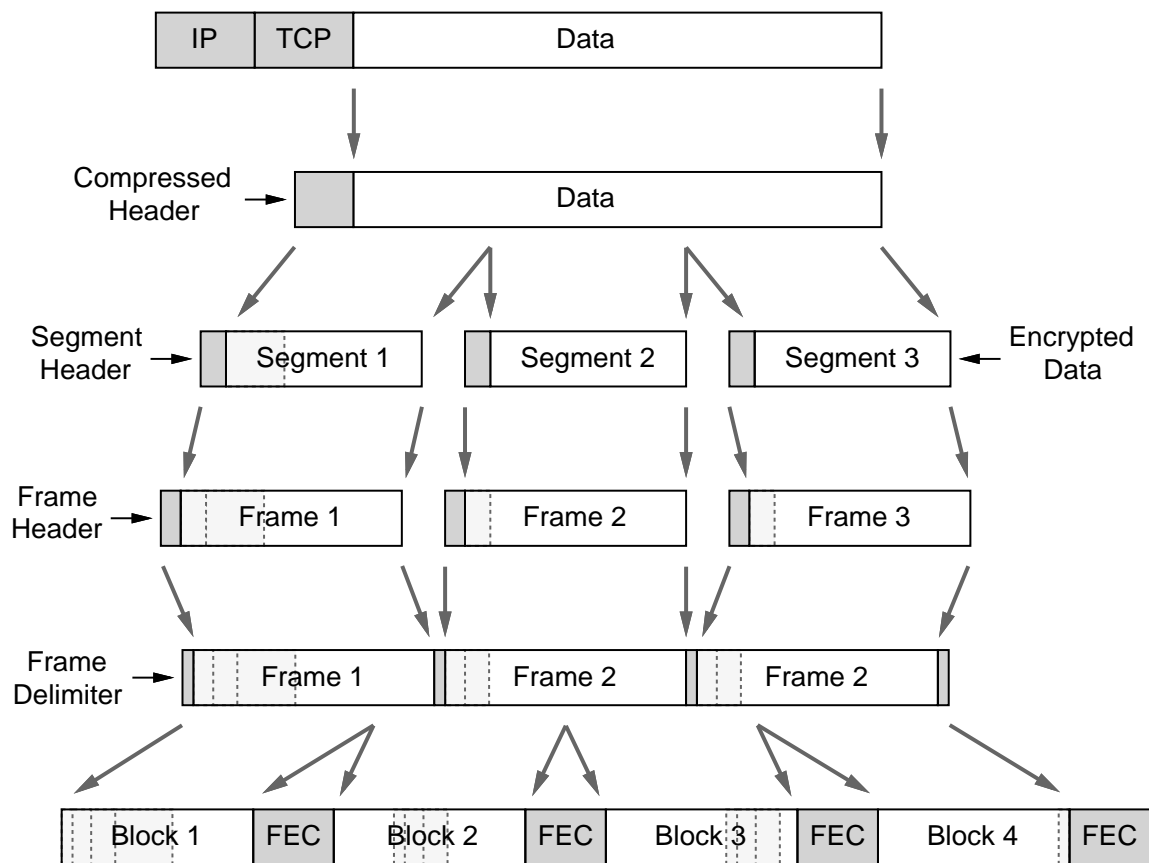 IP TCP Data
Compressed
Header
Data
Segment
Header
Segment 1 Segment 2 Segment 3
Encrypted
Data
Frame
Header
Frame 1 Frame 2 Frame 3
Frame
Delimiter
Frame 1 Frame 2 Frame 2
Block 1 FEC Block 2 FEC Block 3 FEC Block 4 FEC